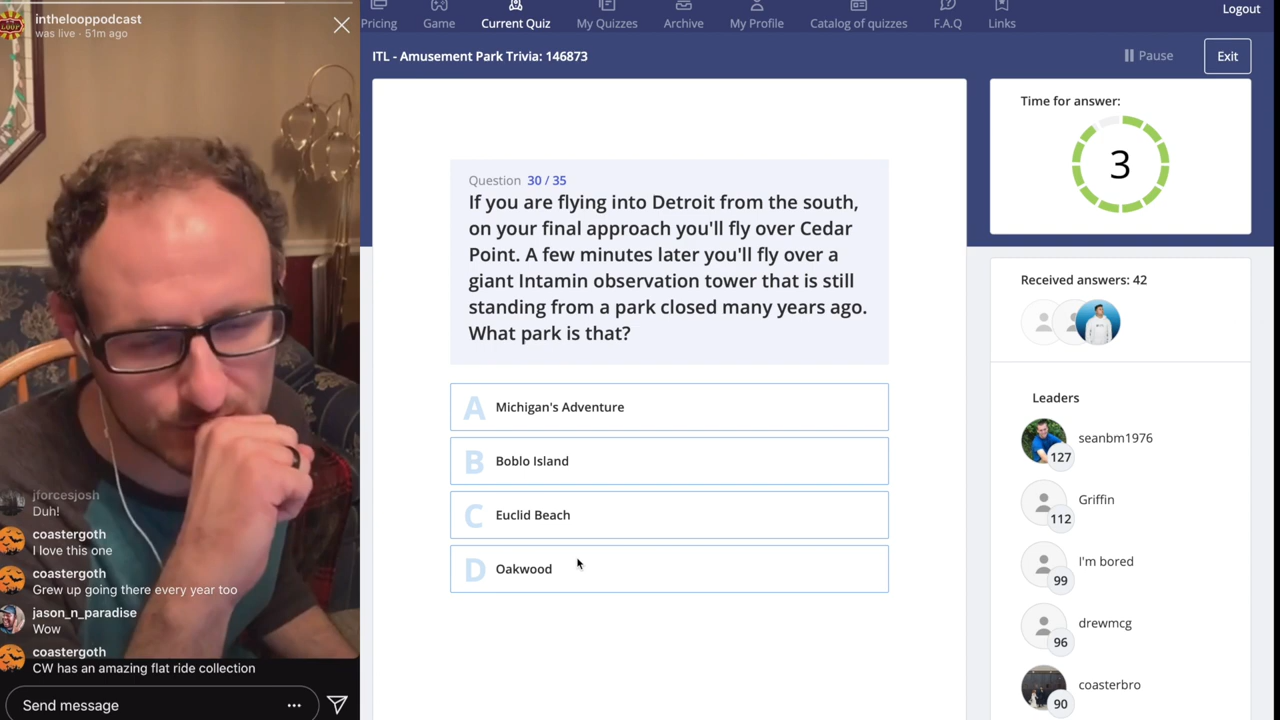 inthelooppodcast
was live · 51m ago
LOOP
Pricing
Game
Current Quiz
My Quizzes
Archive
My Profile
Catalog of quizzes
F.A.Q
Links
Logout
ITL - Amusement Park Trivia: 146873
Pause
Exit
Question 30 / 35
If you are flying into Detroit from the south,
on your final approach you'll fly over Cedar
Point. A few minutes later you'll fly over a
giant Intamin observation tower that is still
standing from a park closed many years ago.
What park is that?
A Michigan's Adventure
B Boblo Island
C Euclid Beach
D Oakwood
Time for answer:
3
Received answers: 42
Leaders
seanbm1976
127
Griffin
112
I'm bored
99
drewmcg
96
coasterbro
90
jforcesjosh
Duh!
coastergoth
I love this one
coastergoth
Grew up going there every year too
jason_n_paradise
Wow
coastergoth
CW has an amazing flat ride collection
Send message